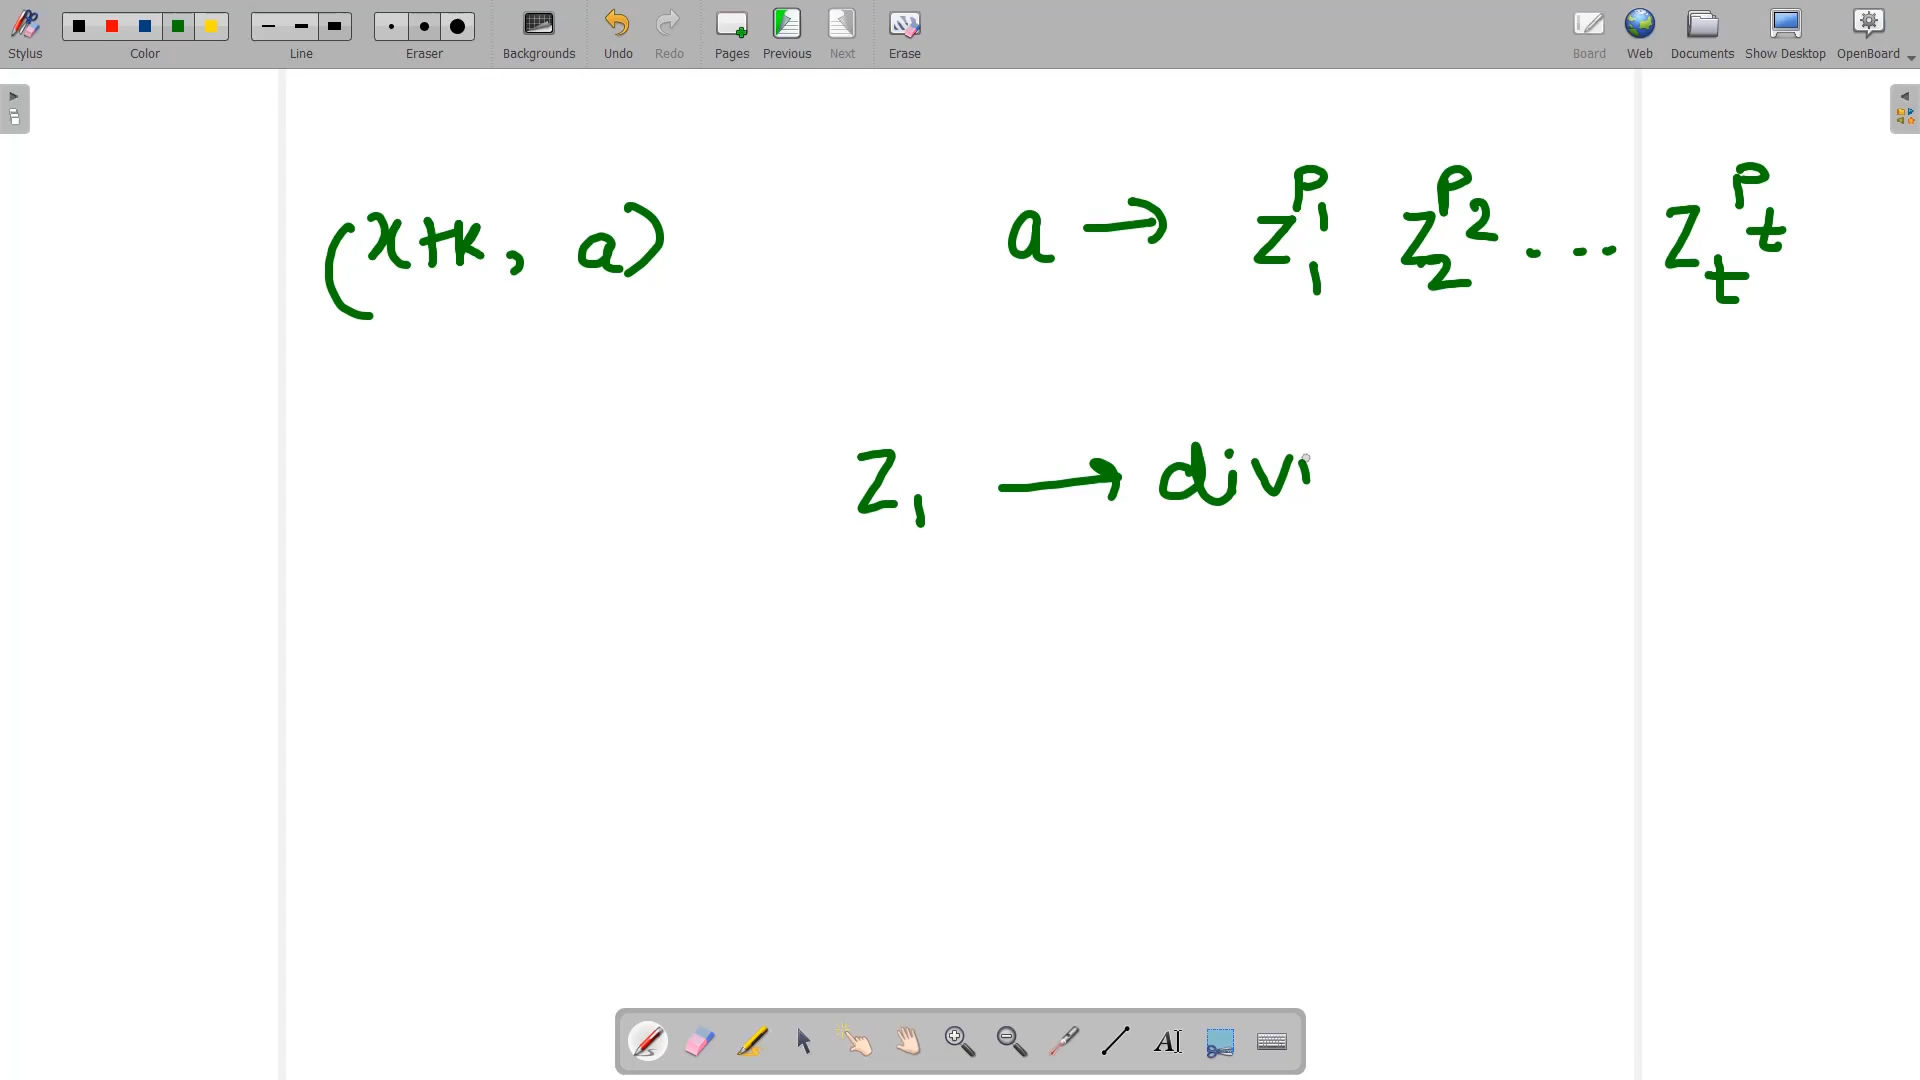 Stylus Color Line Eraser Backgrounds Undo Redo Pages Previous Next Erase Board Web Documents Show Desktop OpenBoard
(x+k, a) a → z₁^p₁ z₂^p₂ ... z_t^p_t
z₁ → divi
AI